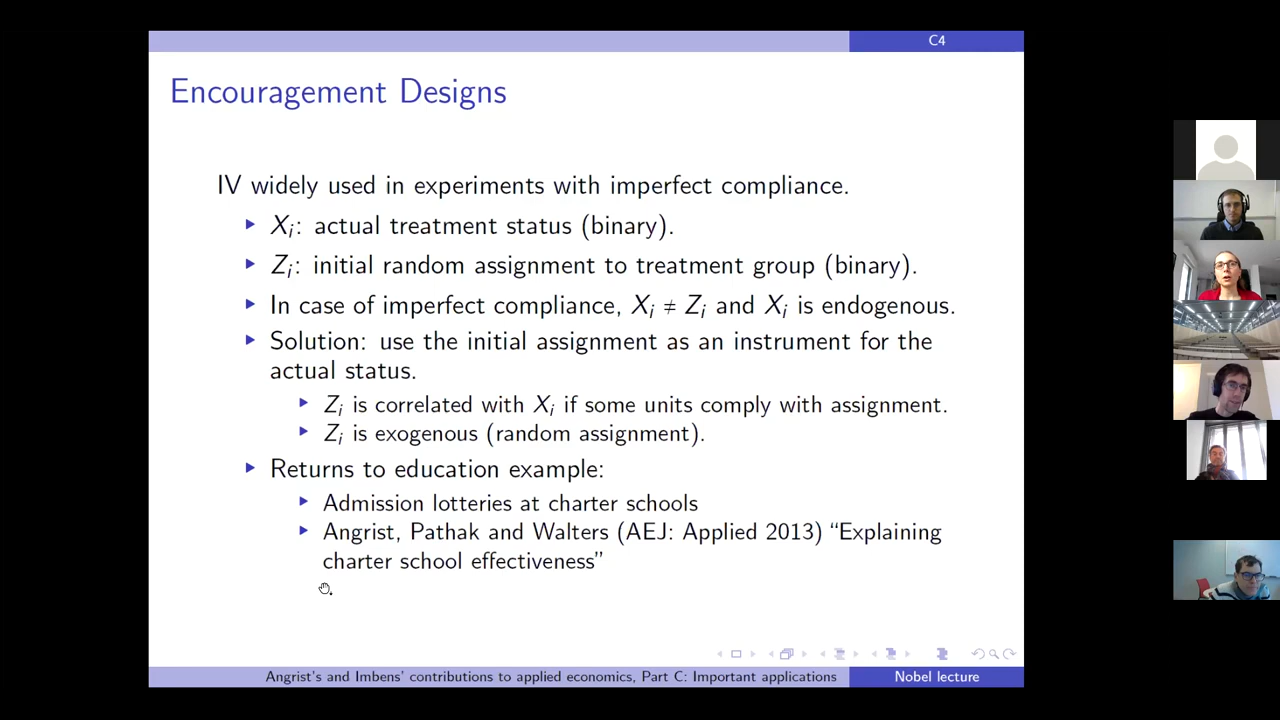 C4
Encouragement Designs
IV widely used in experiments with imperfect compliance.
Xi: actual treatment status (binary).
Zi: initial random assignment to treatment group (binary).
In case of imperfect compliance, Xi ≠ Zi and Xi is endogenous.
Solution: use the initial assignment as an instrument for the
actual status.
Zi is correlated with Xi if some units comply with assignment.
Zi is exogenous (random assignment).
Returns to education example:
Admission lotteries at charter schools
Angrist, Pathak and Walters (AEJ: Applied 2013) “Explaining
charter school effectiveness”
Angrist's and Imbens' contributions to applied economics, Part C: Important applications
Nobel lecture